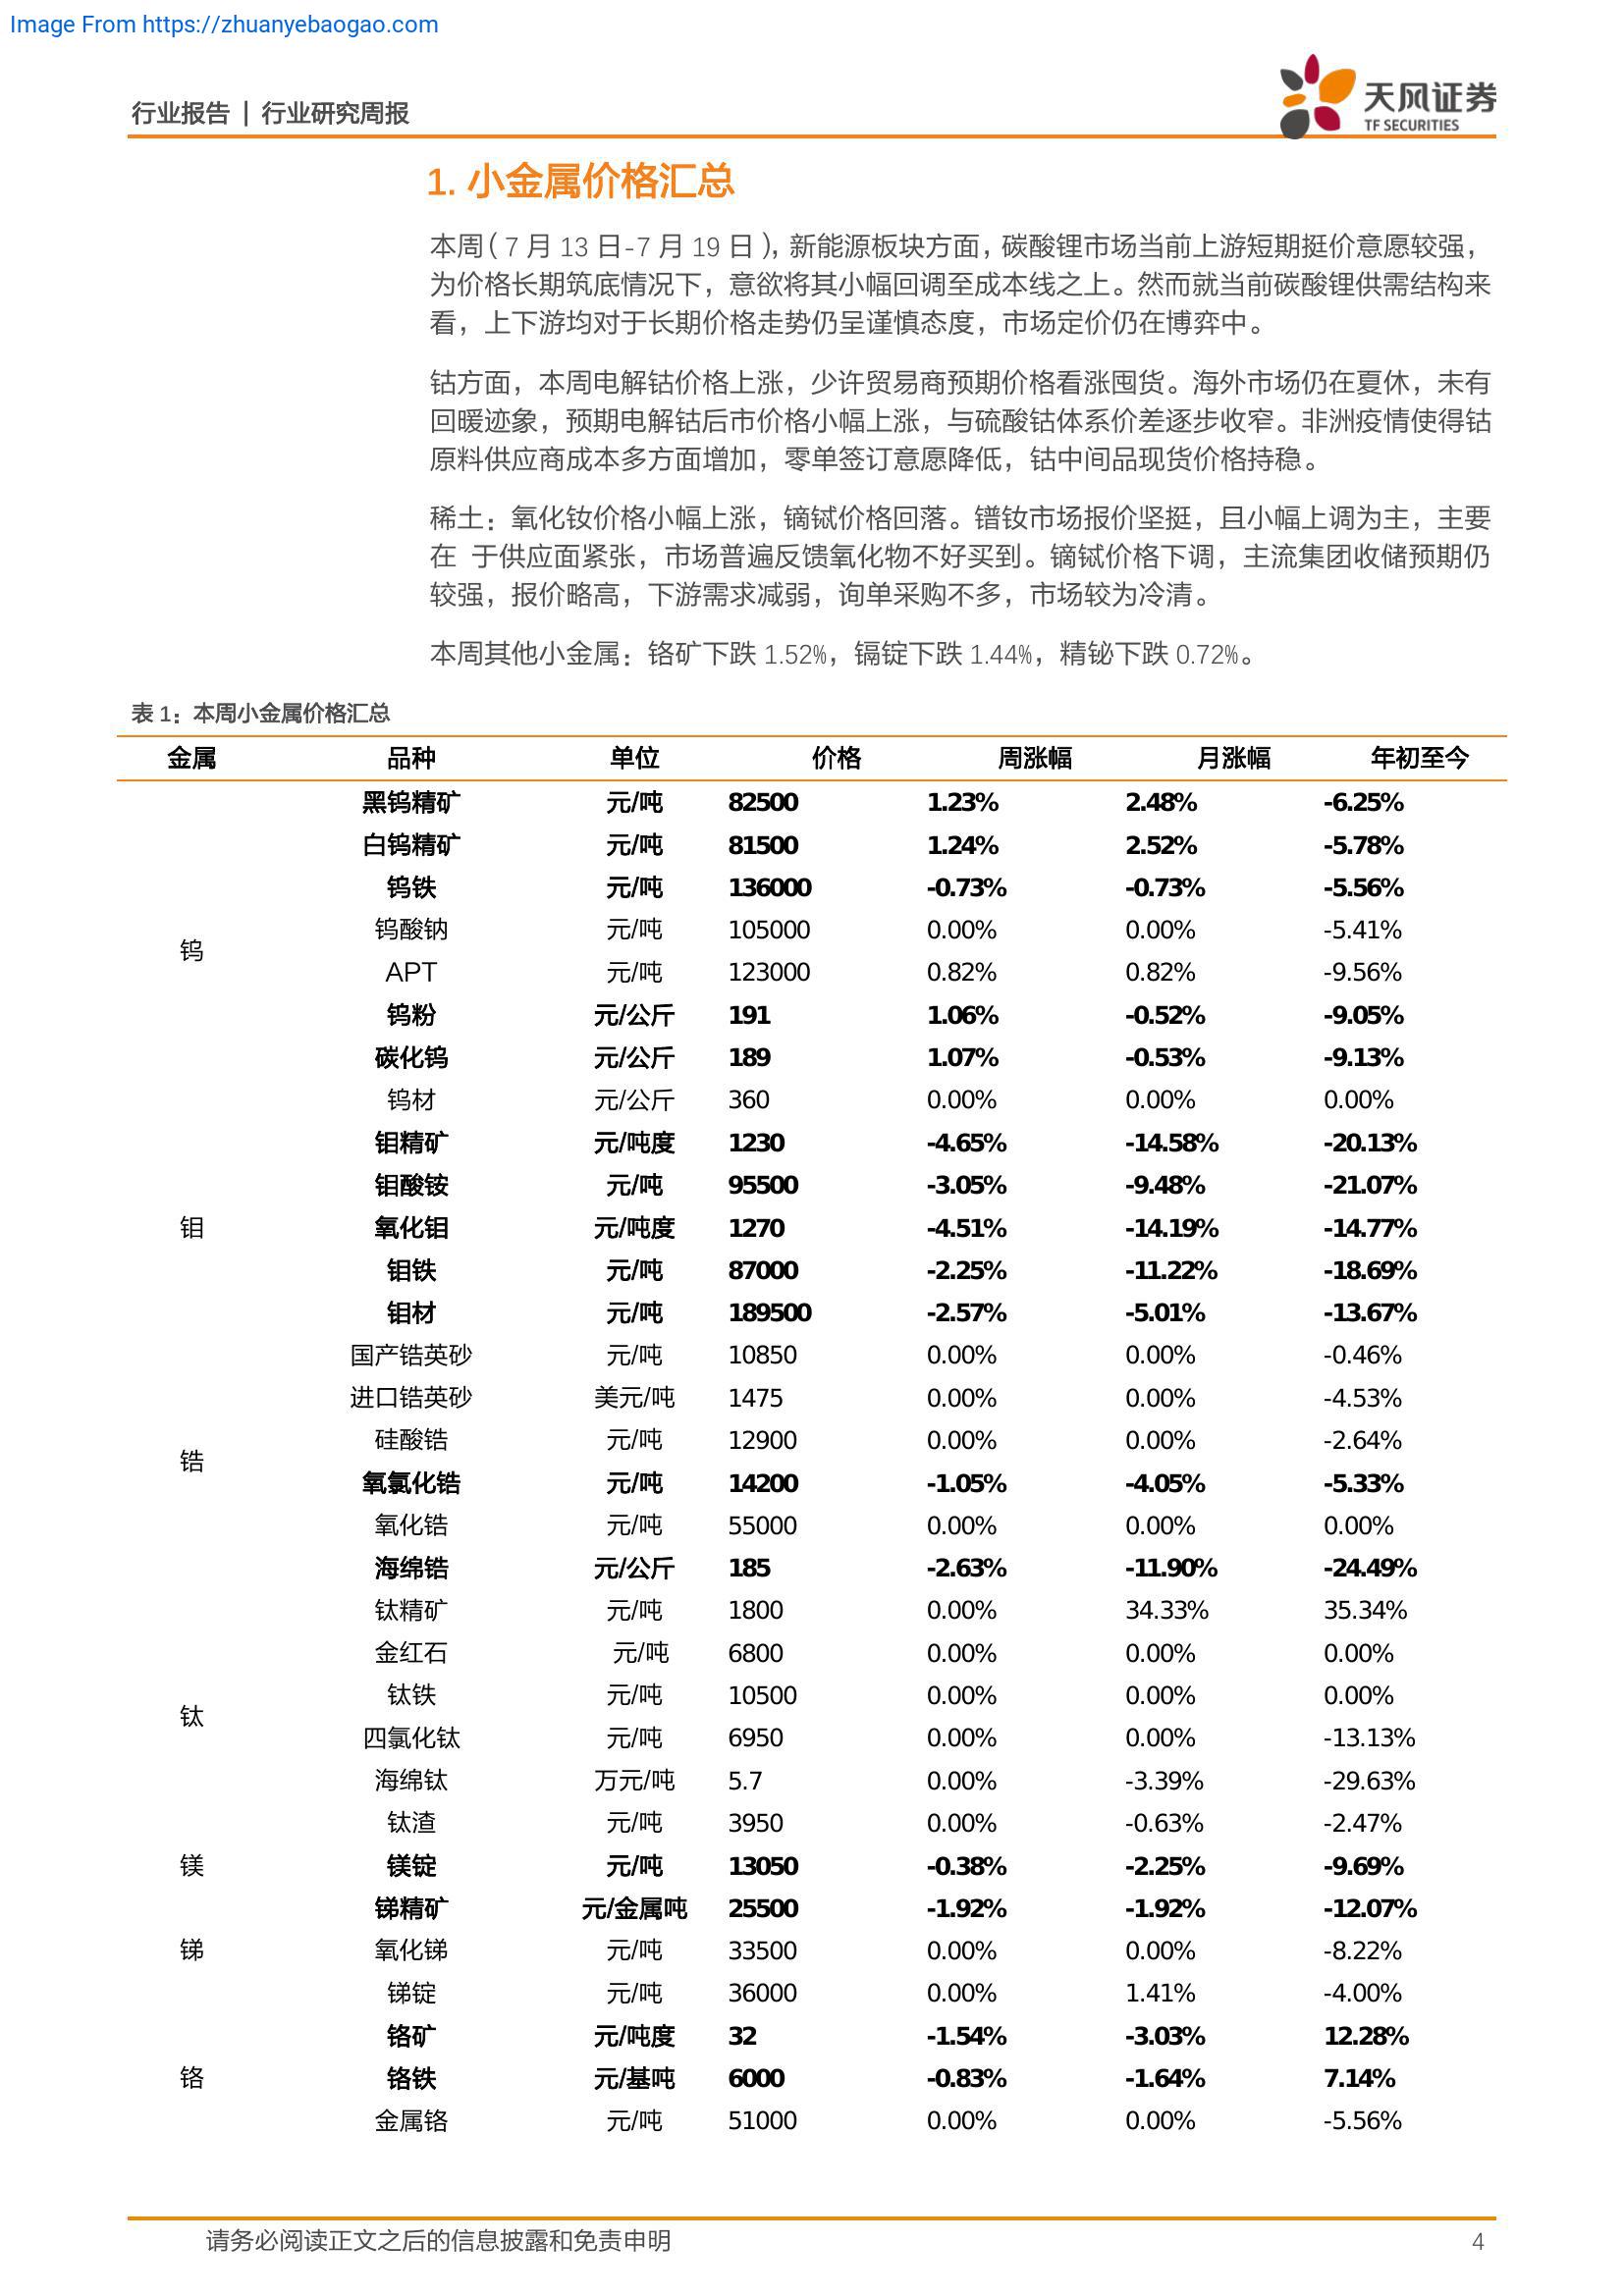 Image From https://zhuanyebaogao.com
行业报告 | 行业研究周报
天风证券
TF SECURITIES
1. 小金属价格汇总
本周（7 月 13 日-7 月 19 日），新能源板块方面，碳酸锂市场当前上游短期挺价意愿较强，
为价格长期筑底情况下，意欲将其小幅回调至成本线之上。然而就当前碳酸锂供需结构来
看，上下游均对于长期价格走势仍呈谨慎态度，市场定价仍在博弈中。
钴方面，本周电解钴价格上涨，少许贸易商预期价格看涨囤货。海外市场仍在夏休，未有
回暖迹象，预期电解钴后市价格小幅上涨，与硫酸钴体系价差逐步收窄。非洲疫情使得钴
原料供应商成本多方面增加，零单签订意愿降低，钴中间品现货价格持稳。
稀土：氧化钕价格小幅上涨，镝铽价格回落。镨钕市场报价坚挺，且小幅上调为主，主要
在 于供应面紧张，市场普遍反馈氧化物不好买到。镝铽价格下调，主流集团收储预期仍
较强，报价略高，下游需求减弱，询单采购不多，市场较为冷清。
本周其他小金属：铬矿下跌 1.52%，镉锭下跌 1.44%，精铋下跌 0.72%。
表 1：本周小金属价格汇总
金属 品种 单位 价格 周涨幅 月涨幅 年初至今
黑钨精矿 元/吨 82500 1.23% 2.48% -6.25%
白钨精矿 元/吨 81500 1.24% 2.52% -5.78%
钨铁 元/吨 136000 -0.73% -0.73% -5.56%
钨酸钠 元/吨 105000 0.00% 0.00% -5.41%
钨
APT 元/吨 123000 0.82% 0.82% -9.56%
钨粉 元/公斤 191 1.06% -0.52% -9.05%
碳化钨 元/公斤 189 1.07% -0.53% -9.13%
钨材 元/公斤 360 0.00% 0.00% 0.00%
钼精矿 元/吨度 1230 -4.65% -14.58% -20.13%
钼酸铵 元/吨 95500 -3.05% -9.48% -21.07%
钼 氧化钼 元/吨度 1270 -4.51% -14.19% -14.77%
钼铁 元/吨 87000 -2.25% -11.22% -18.69%
钼材 元/吨 189500 -2.57% -5.01% -13.67%
国产锆英砂 元/吨 10850 0.00% 0.00% -0.46%
进口锆英砂 美元/吨 1475 0.00% 0.00% -4.53%
硅酸锆 元/吨 12900 0.00% 0.00% -2.64%
锆
氧氯化锆 元/吨 14200 -1.05% -4.05% -5.33%
氧化锆 元/吨 55000 0.00% 0.00% 0.00%
海绵锆 元/公斤 185 -2.63% -11.90% -24.49%
钛精矿 元/吨 1800 0.00% 34.33% 35.34%
金红石 元/吨 6800 0.00% 0.00% 0.00%
钛铁 元/吨 10500 0.00% 0.00% 0.00%
钛
四氯化钛 元/吨 6950 0.00% 0.00% -13.13%
海绵钛 万元/吨 5.7 0.00% -3.39% -29.63%
钛渣 元/吨 3950 0.00% -0.63% -2.47%
镁 镁锭 元/吨 13050 -0.38% -2.25% -9.69%
锑精矿 元/金属吨 25500 -1.92% -1.92% -12.07%
锑 氧化锑 元/吨 33500 0.00% 0.00% -8.22%
锑锭 元/吨 36000 0.00% 1.41% -4.00%
铬矿 元/吨度 32 -1.54% -3.03% 12.28%
铬 铬铁 元/基吨 6000 -0.83% -1.64% 7.14%
金属铬 元/吨 51000 0.00% 0.00% -5.56%
请务必阅读正文之后的信息披露和免责申明 4